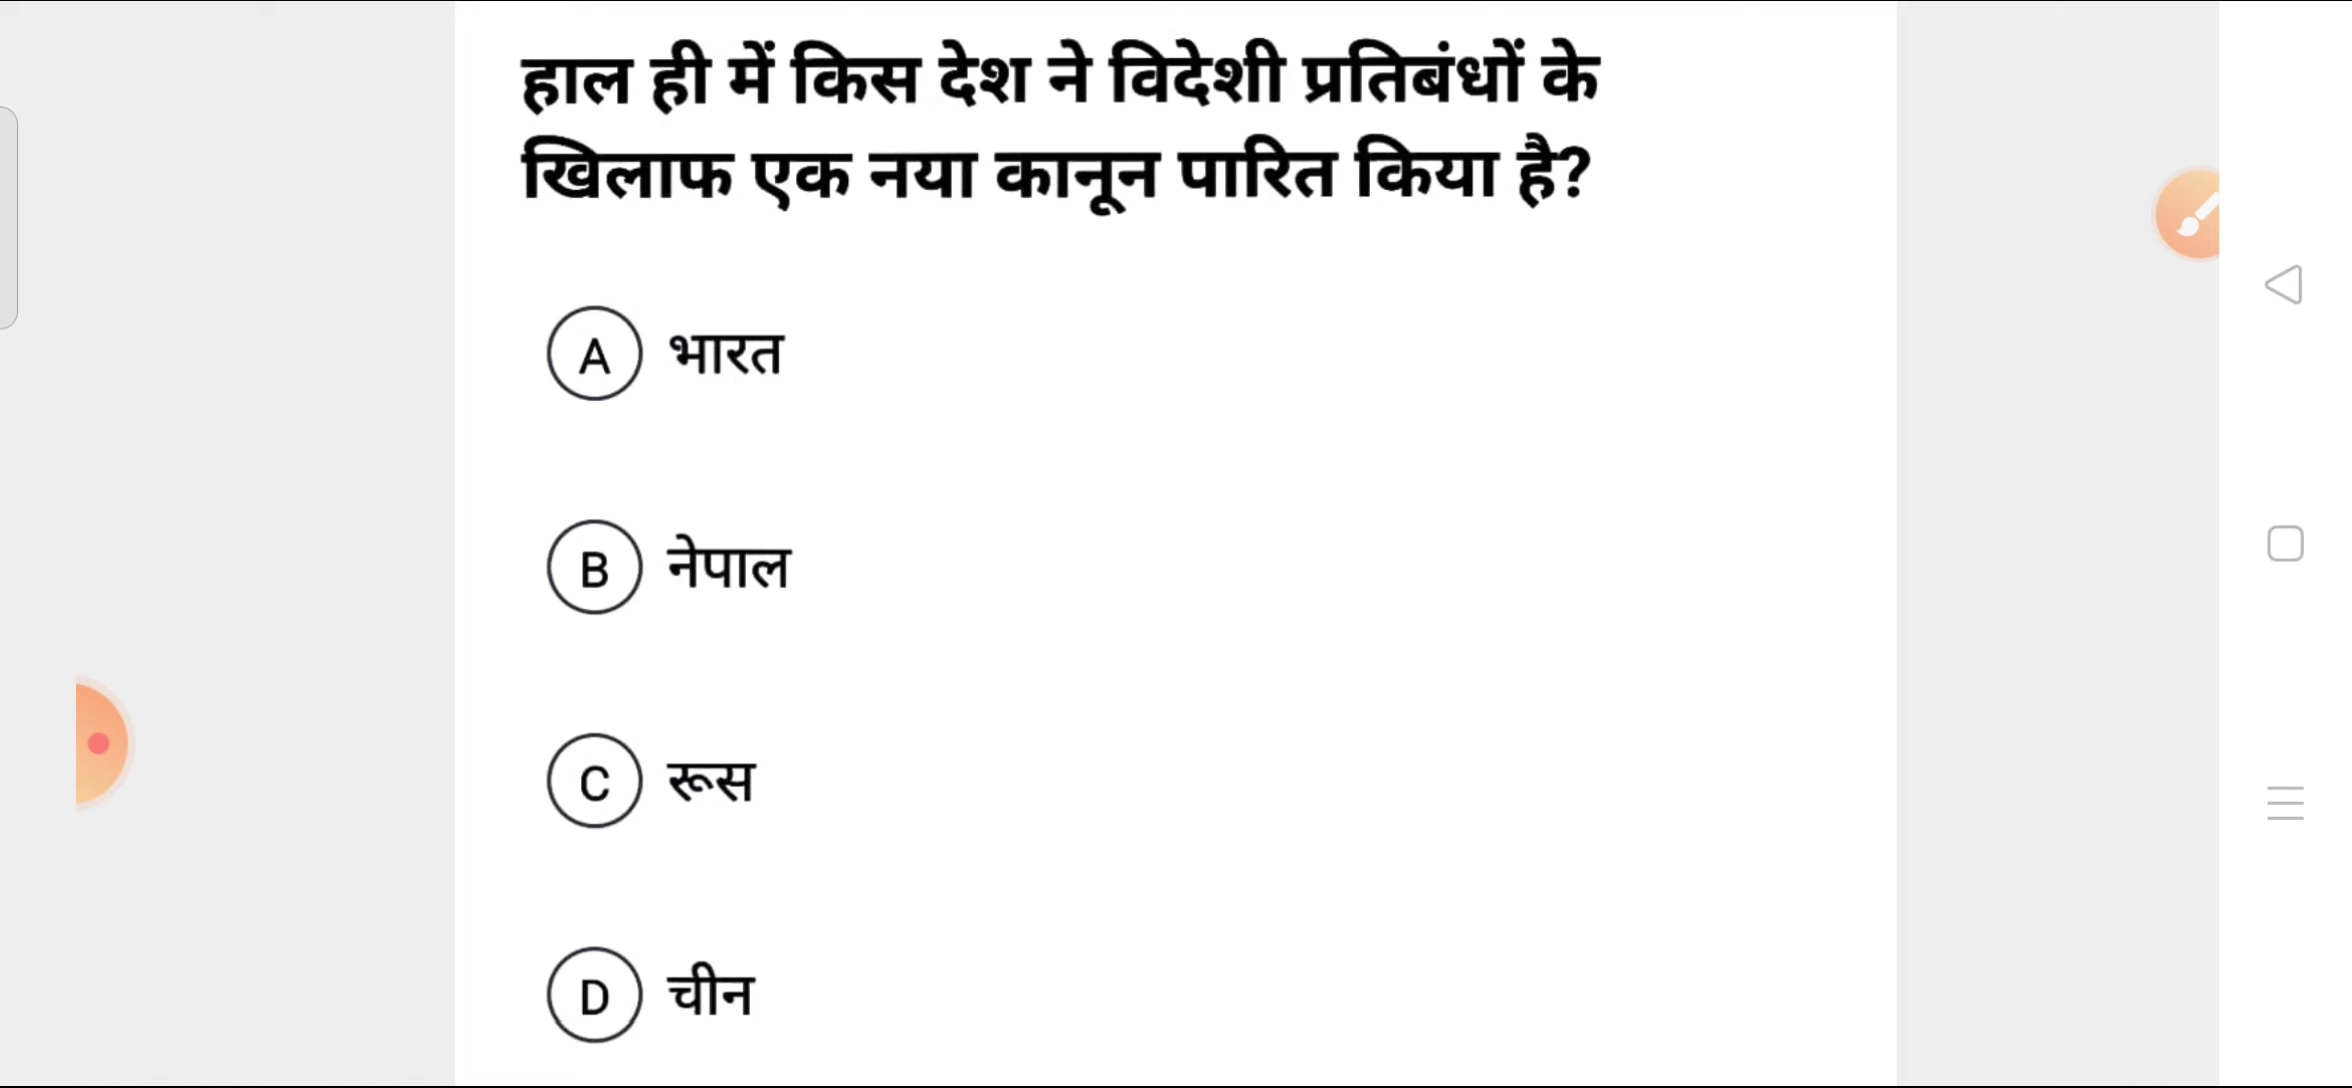 हाल ही में किस देश ने विदेशी प्रतिबंधों के
खिलाफ एक नया कानून पारित किया है?
A भारत
B नेपाल
C रूस
D चीन